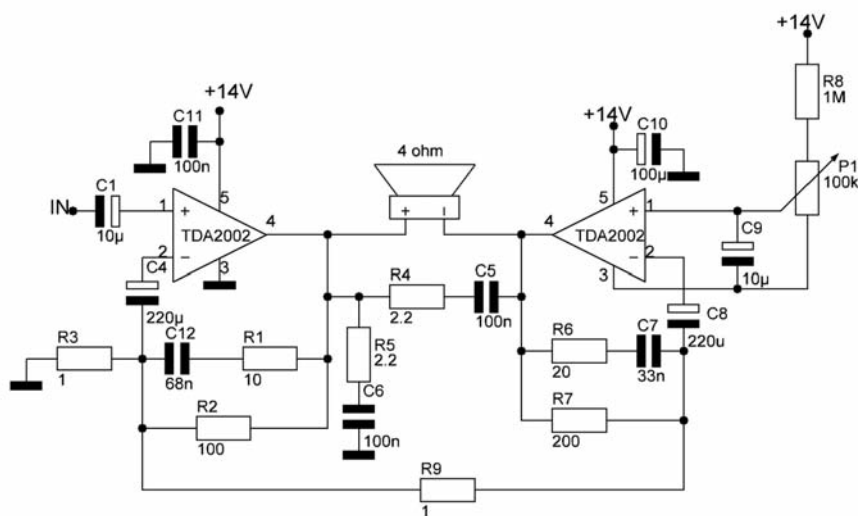 +14V
R8
1M
P1
100k
+14V
C11
100n
C1
IN
10µ
1
+
5
TDA2002
4
2
−
3
C4
220µ
4 ohm
+ −
+14V
C10
100µ
5
1
+
4
TDA2002
2
−
3
C9
10µ
C8
220u
R4
2.2
C5
100n
R3
1
C12
68n
R1
10
R5
2.2
C6
100n
R6
20
C7
33n
R2
100
R7
200
R9
1